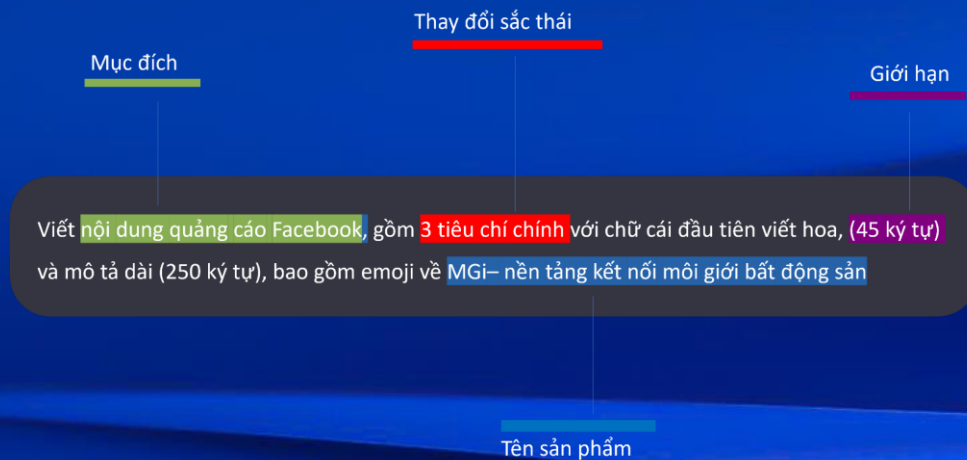 Thay đổi sắc thái
Mục đích
Giới hạn
Viết nội dung quảng cáo Facebook, gồm 3 tiêu chí chính với chữ cái đầu tiên viết hoa, (45 ký tự)
và mô tả dài (250 ký tự), bao gồm emoji về MGi– nền tảng kết nối môi giới bất động sản
Tên sản phẩm